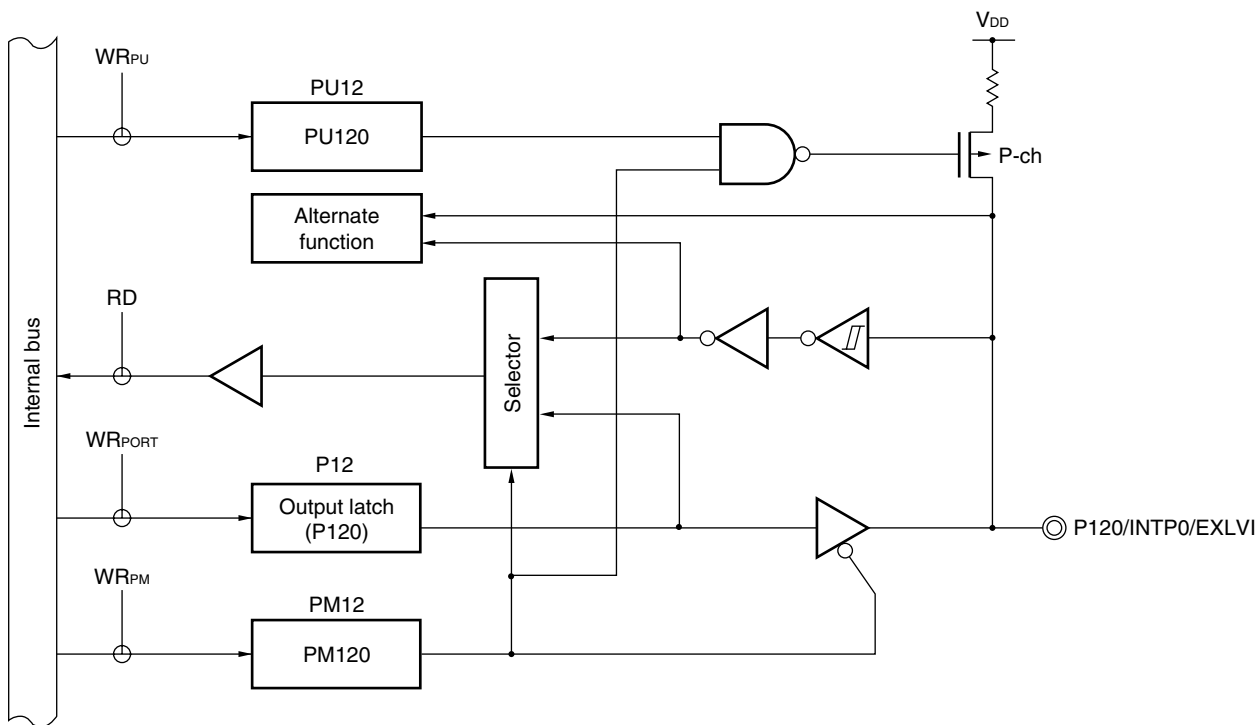 VDD
WRPU
PU12
PU120
P-ch
Alternate
function
RD
Selector
Internal bus
WRPORT
P12
Output latch
(P120)
P120/INTP0/EXLVI
WRPM
PM12
PM120